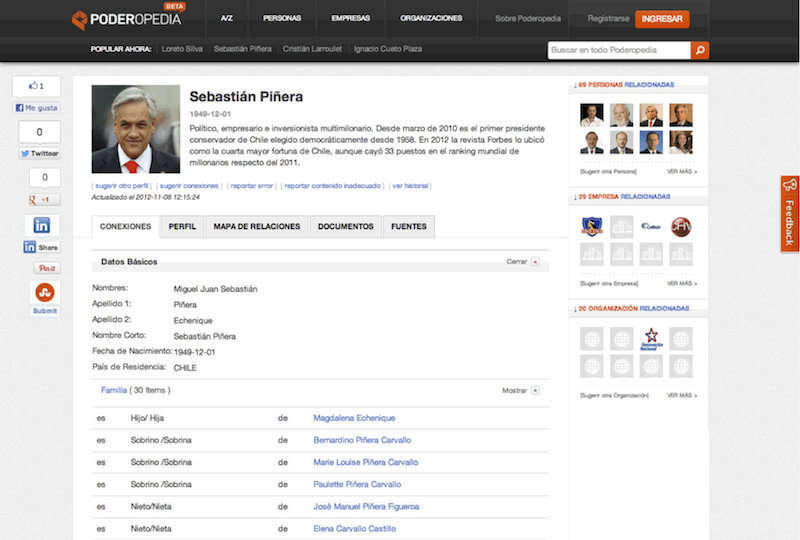 BETA
PODEROPEDIA
A/Z
PERSONAS
EMPRESAS
ORGANIZACIONES
Sobre Poderopedia
Registrarse
INGRESAR
POPULAR AHORA:
Loreto Silva
Sebastián Piñera
Cristián Larroulet
Ignacio Cueto Plaza
Buscar en todo Poderopedia
1
Me gusta
0
Twittear
0
+1
in
in Share
Pin it
Submit
Sebastián Piñera
1949-12-01
Político, empresario e inversionista multimilonario. Desde marzo de 2010 es el primer presidente
conservador de Chile elegido democráticamente desde 1958. En 2012 la revista Forbes lo ubicó
como la cuarta mayor fortuna de Chile, aunque cayó 33 puestos en el ranking mundial de
millonarios respecto del 2011.
[ sugerir otro perfil ] [ sugerir conexiones ] [ reportar error ] [ reportar contenido inadecuado ] [ ver historial ]
Actualizado el 2012-11-08 12:15:24
CONEXIONES
PERFIL
MAPA DE RELACIONES
DOCUMENTOS
FUENTES
Datos Básicos
Cerrar
Nombres: Miguel Juan Sebastián
Apellido 1: Piñera
Apellido 2: Echenique
Nombre Corto: Sebastián Piñera
Fecha de Nacimiento: 1949-12-01
País de Residencia: CHILE
Familia ( 30 Items )
Mostrar
es Hijo/ Hija de Magdalena Echenique
es Sobrino /Sobrina de Bernardino Piñera Carvallo
es Sobrino /Sobrina de Marie Louise Piñera Carvallo
es Sobrino /Sobrina de Paulette Piñera Carvallo
es Nieto/Nieta de José Manuel Piñera Figueroa
es Nieto/Nieta de Elena Carvallo Castillo
↓ 69 PERSONAS RELACIONADAS
[Sugerir otra Persona] VER MÁS >
↓ 29 EMPRESA RELACIONADAS
[Sugerir otra Empresa] VER MÁS >
↓ 20 ORGANIZACIÓN RELACIONADAS
[Sugerir otra Organización] VER MÁS >
Feedback